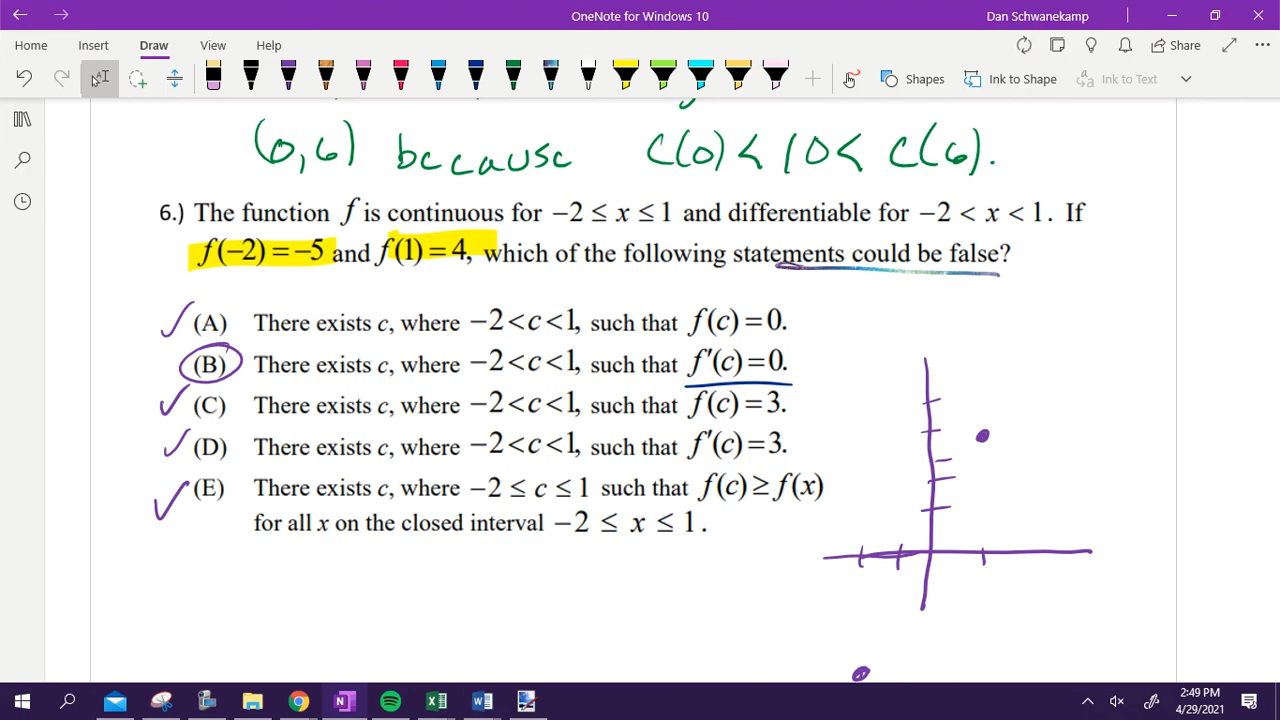 OneNote for Windows 10
Dan Schwanekamp
Home Insert Draw View Help
Share
Shapes Ink to Shape Ink to Text
(0,6) because c(0) < 10 < c(6).
6.) The function f is continuous for −2 ≤ x ≤ 1 and differentiable for −2 < x < 1. If
f(−2) = −5 and f(1) = 4, which of the following statements could be false?
(A) There exists c, where −2 < c < 1, such that f(c) = 0.
(B) There exists c, where −2 < c < 1, such that f′(c) = 0.
(C) There exists c, where −2 < c < 1, such that f(c) = 3.
(D) There exists c, where −2 < c < 1, such that f′(c) = 3.
(E) There exists c, where −2 ≤ c ≤ 1 such that f(c) ≥ f(x)
for all x on the closed interval −2 ≤ x ≤ 1.
2:49 PM
4/29/2021